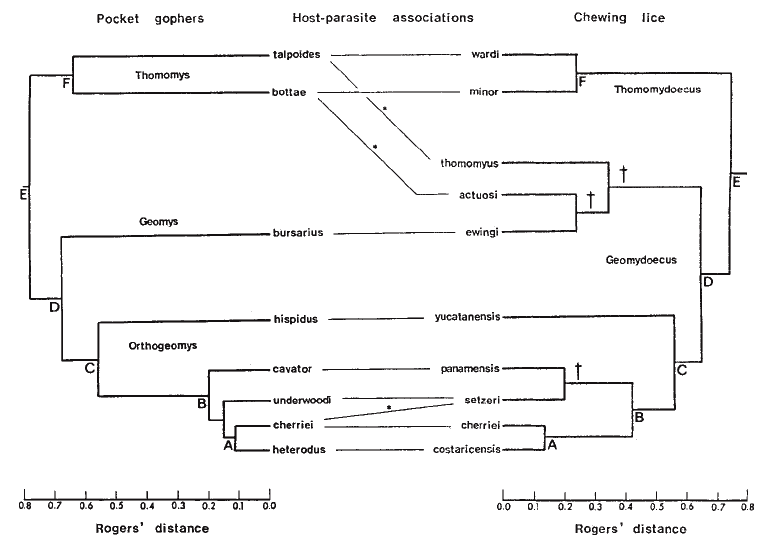 Pocket gophers Host-parasite associations Chewing lice
talpoides wardi
F Thomomys F
bottae minor Thomomydoecus
*
* thomomyus
†
E actuosi † E
Geomys
bursarius ewingi
Geomydoecus
D D
hispidus yucatanensis
Orthogeomys
C C
cavator panamensis †
B underwoodi setzeri
* B
cherriei cherriei
A A
heterodus costaricensis
0.8 0.7 0.6 0.5 0.4 0.3 0.2 0.1 0.0 0.0 0.1 0.2 0.3 0.4 0.5 0.6 0.7 0.8
Rogers' distance Rogers' distance